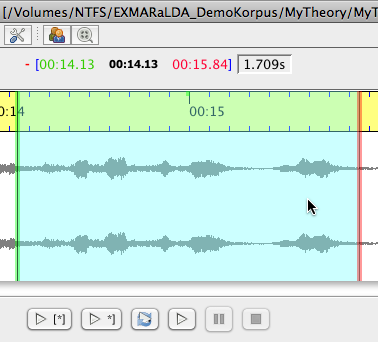 [/Volumes/NTFS/EXMARaLDA_DemoKorpus/MyTheory/MyT
- [00:14.13 00:14.13 00:15.84] 1.709s
0:14 00:15
[*] *]